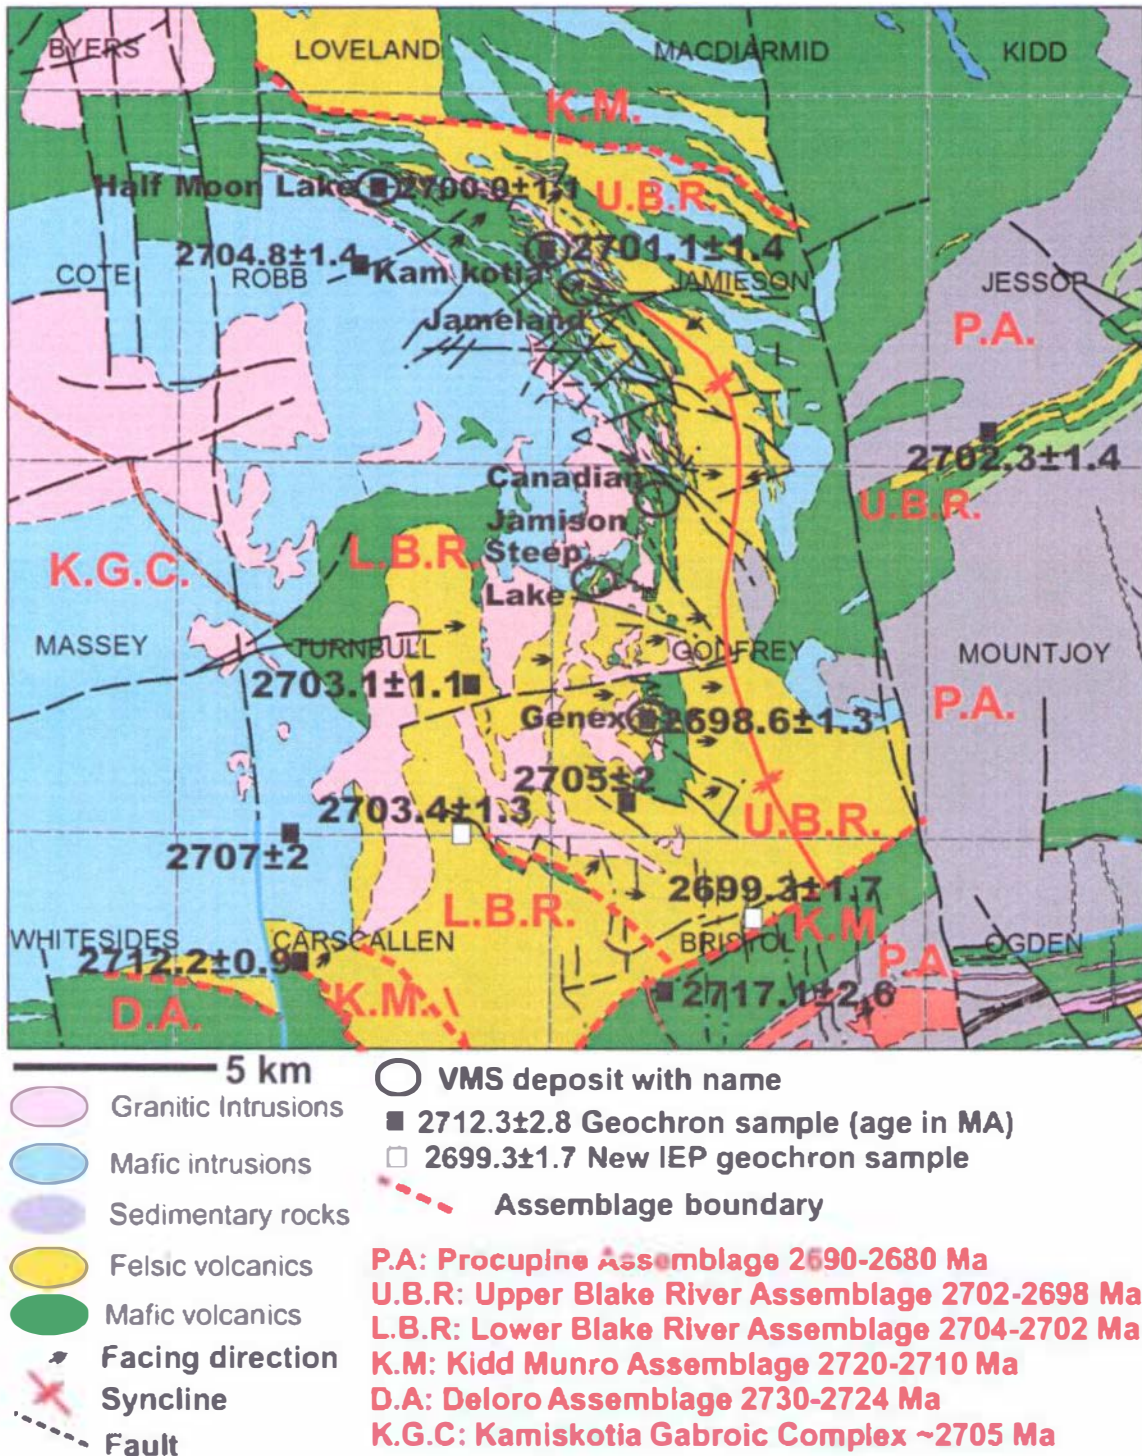 BYERS
LOVELAND
MACDIARMID
KIDD
K.M.
Half Moon Lake 2700.0±1.1
U.B.R.
2704.8±1.4
2701.1±1.4
COTE
ROBB
Kam kotia
JAMIESON
JESSOP
Jameland
P.A.
2702.3±1.4
Canadian
U.B.R.
Jamison
L.B.R.
K.G.C.
Steep
Lake
MASSEY
TURNBULL
GODFREY
MOUNTJOY
2703.1±1.1
P.A.
Genex 2698.6±1.3
2705±2
2703.4±1.3
U.B.R.
2707±2
2699.3±1.7
L.B.R.
K.M.
WHITESIDES
CARSCALLEN
BRISTOL
OGDEN
2712.2±0.9
P.A.
K.M.
2717.1±2.6
D.A.
5 km
Granitic Intrusions
Mafic intrusions
Sedimentary rocks
Felsic volcanics
Mafic volcanics
Facing direction
Syncline
Fault
VMS deposit with name
2712.3±2.8 Geochron sample (age in MA)
2699.3±1.7 New IEP geochron sample
Assemblage boundary
P.A: Procupine Assemblage 2690-2680 Ma
U.B.R: Upper Blake River Assemblage 2702-2698 Ma
L.B.R: Lower Blake River Assemblage 2704-2702 Ma
K.M: Kidd Munro Assemblage 2720-2710 Ma
D.A: Deloro Assemblage 2730-2724 Ma
K.G.C: Kamiskotia Gabroic Complex ~2705 Ma